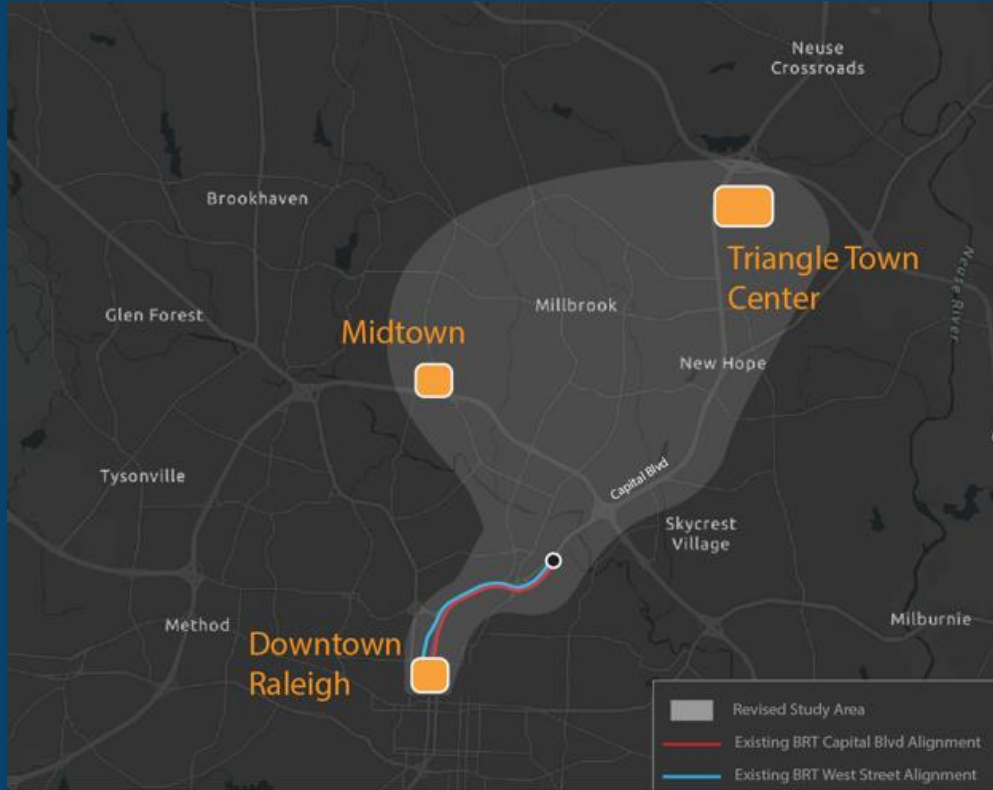 Neuse
Crossroads
Brookhaven
Triangle Town
Center
Neuse River
Millbrook
Glen Forest
Midtown
New Hope
Tysonville
Capital Blvd
Skycrest
Village
Method
Milburnie
Downtown
Raleigh
Revised Study Area
Existing BRT Capital Blvd Alignment
Existing BRT West Street Alignment